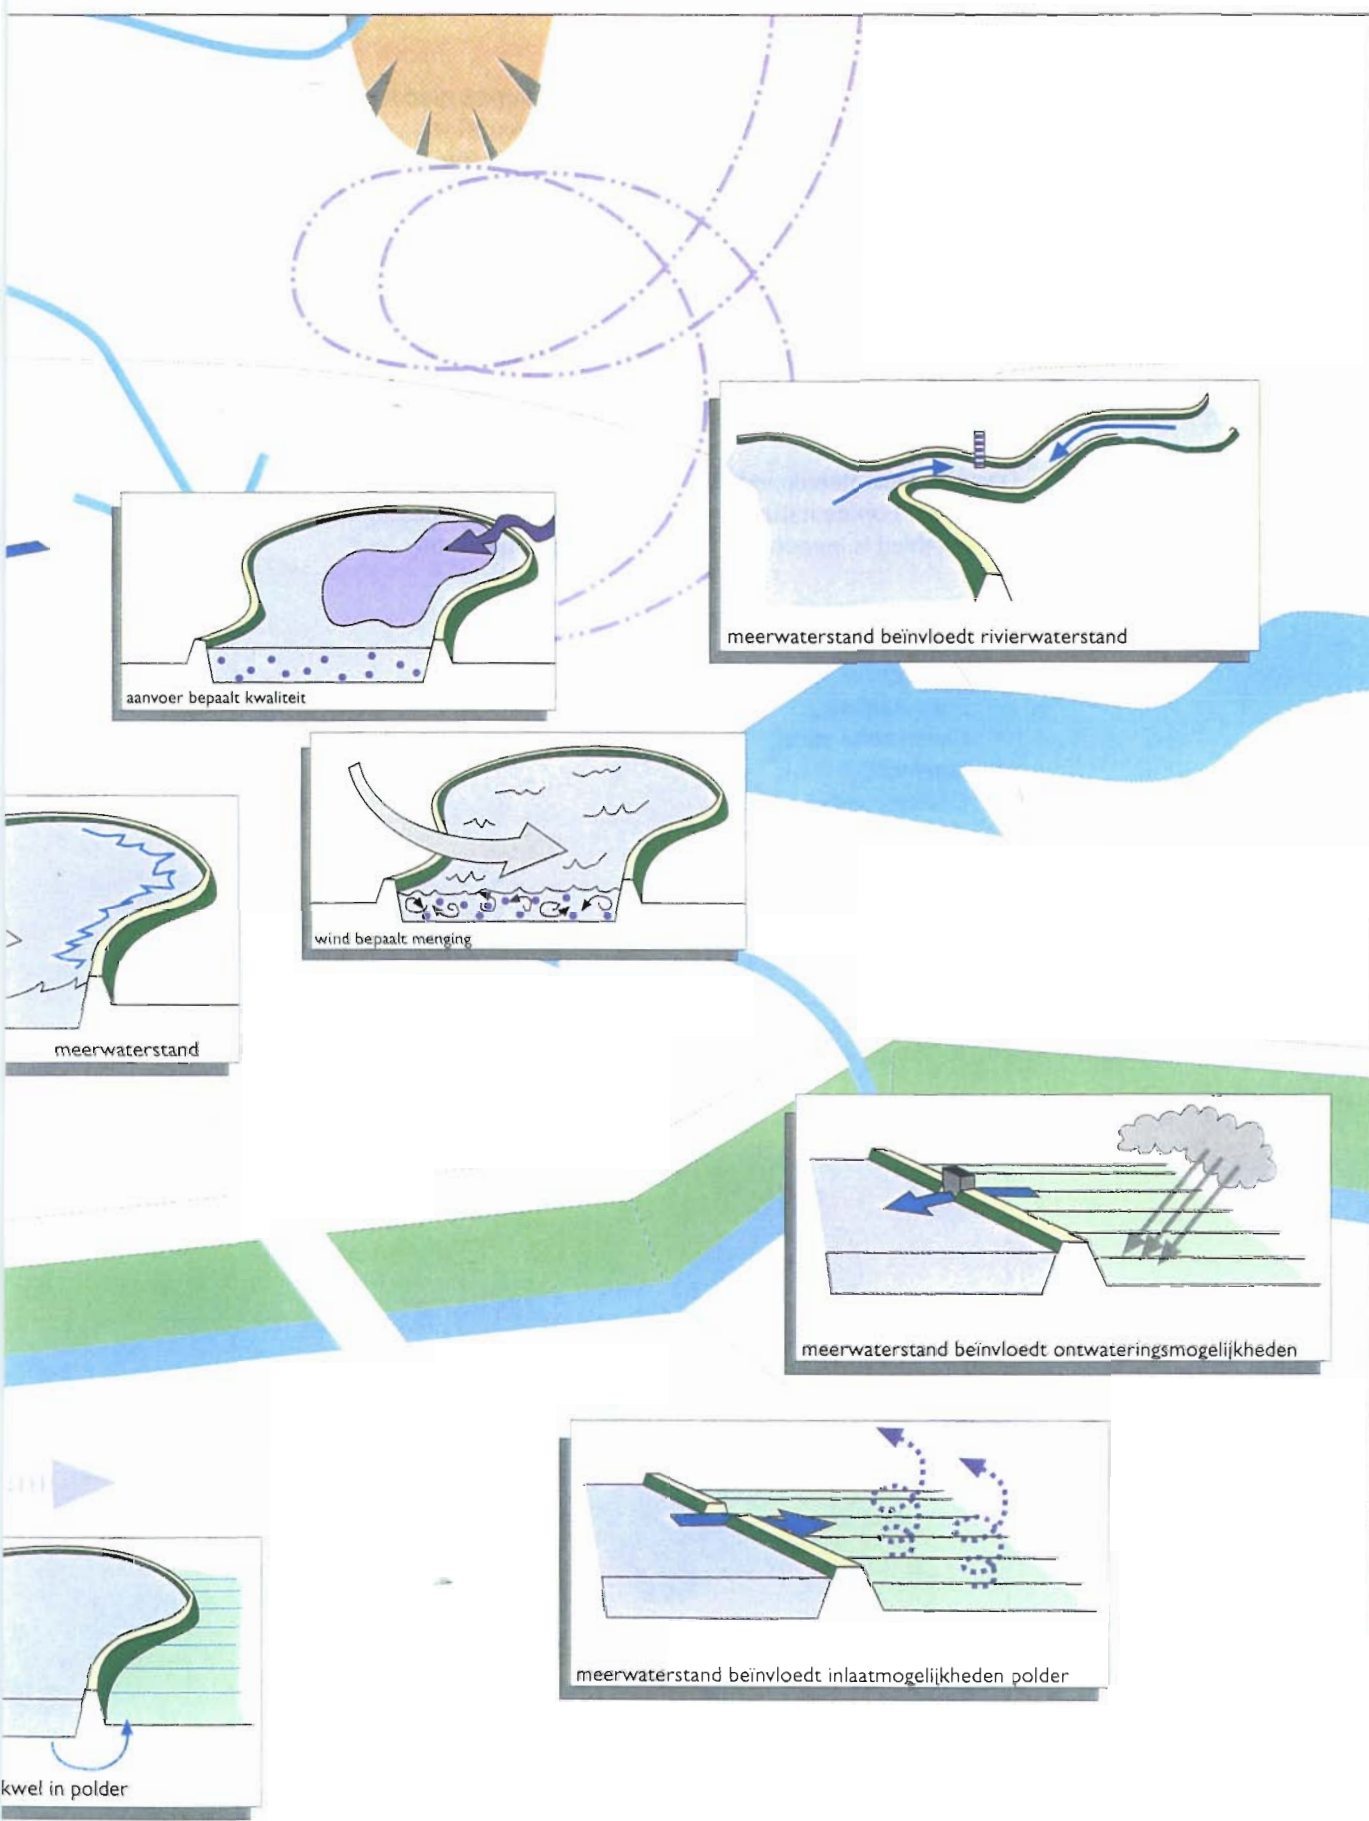 meerwaterstand beïnvloedt rivierwaterstand
aanvoer bepaalt kwaliteit
wind bepaalt menging
meerwaterstand
meerwaterstand beïnvloedt ontwateringsmogelijkheden
meerwaterstand beïnvloedt inlaatmogelijkheden polder
kwel in polder